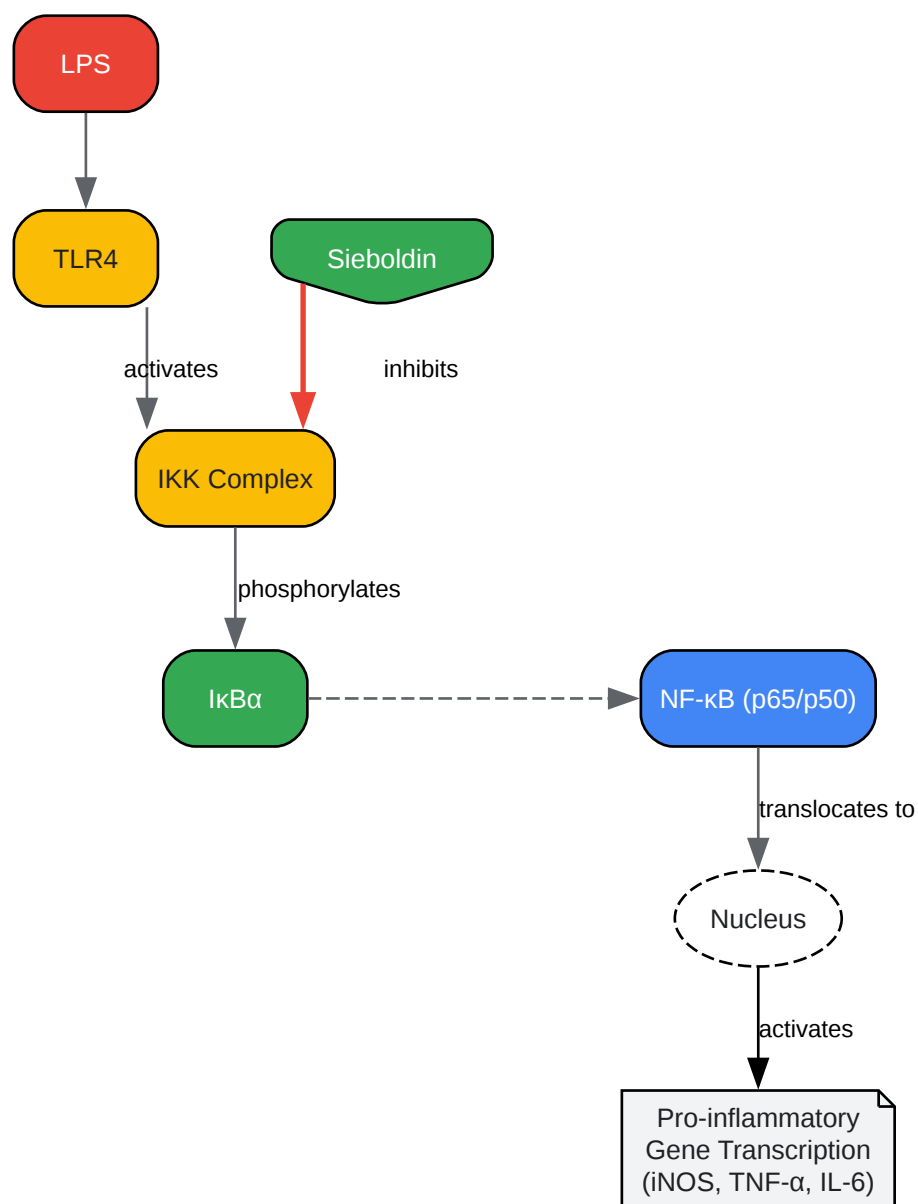 LPS
TLR4
Sieboldin
activates
inhibits
IKK Complex
phosphorylates
IκBα
NF-κB (p65/p50)
translocates to
Nucleus
activates
Pro-inflammatory
Gene Transcription
(iNOS, TNF-α, IL-6)